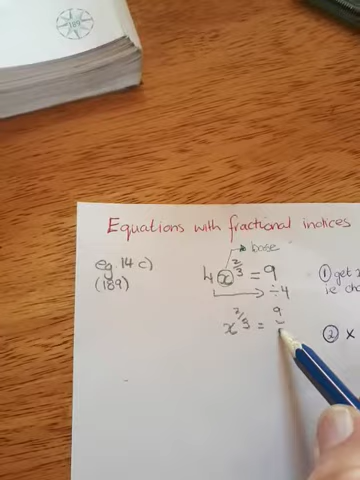 Equations with fractional indices
base
eg 14 c)
(189)
4x^2/3 = 9
÷4
① get
ie
x^2/3 = 9
② x